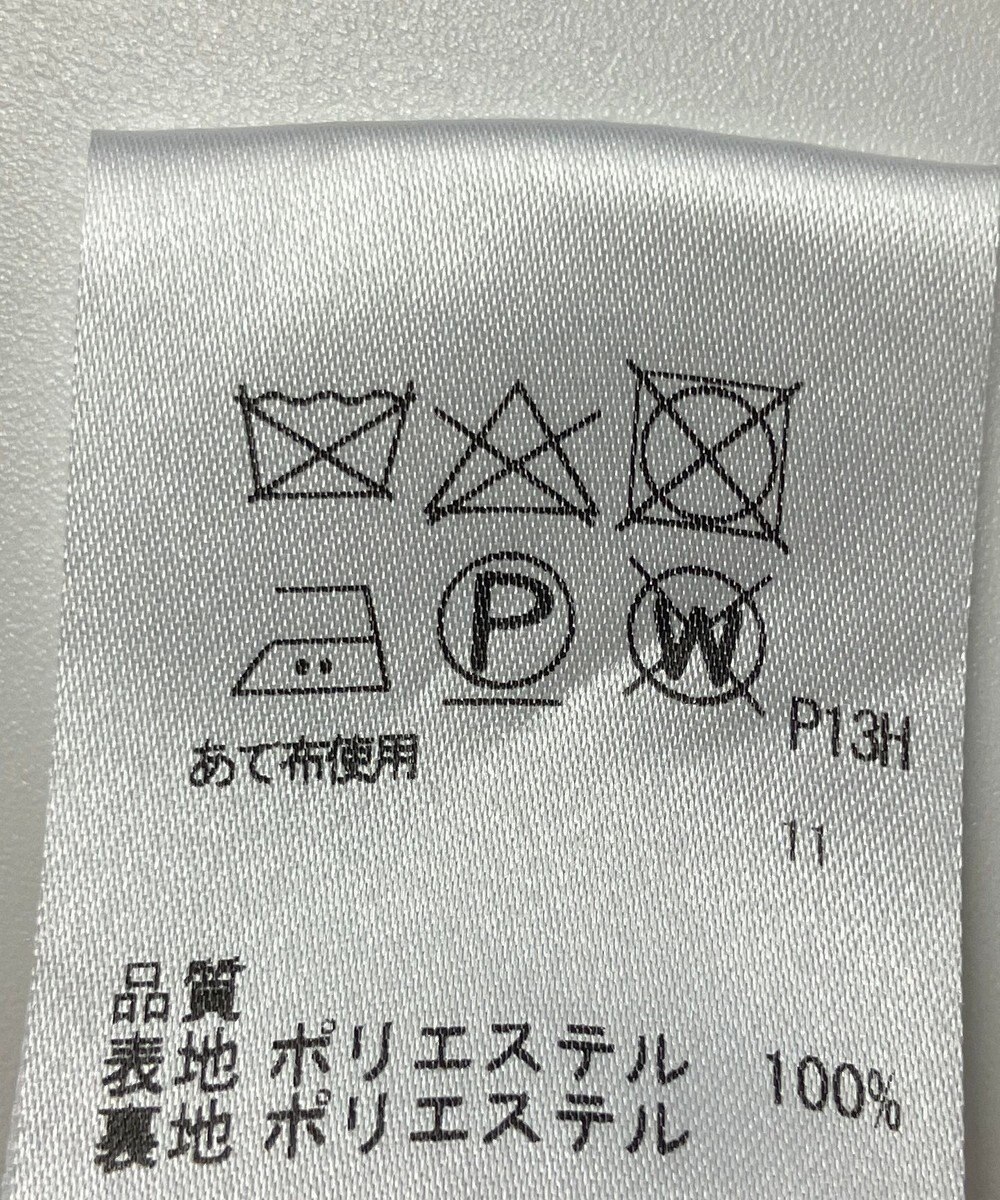 P
W
P13H
あて布使用
11
品質
表地 ポリエステル 100%
裏地 ポリエステル